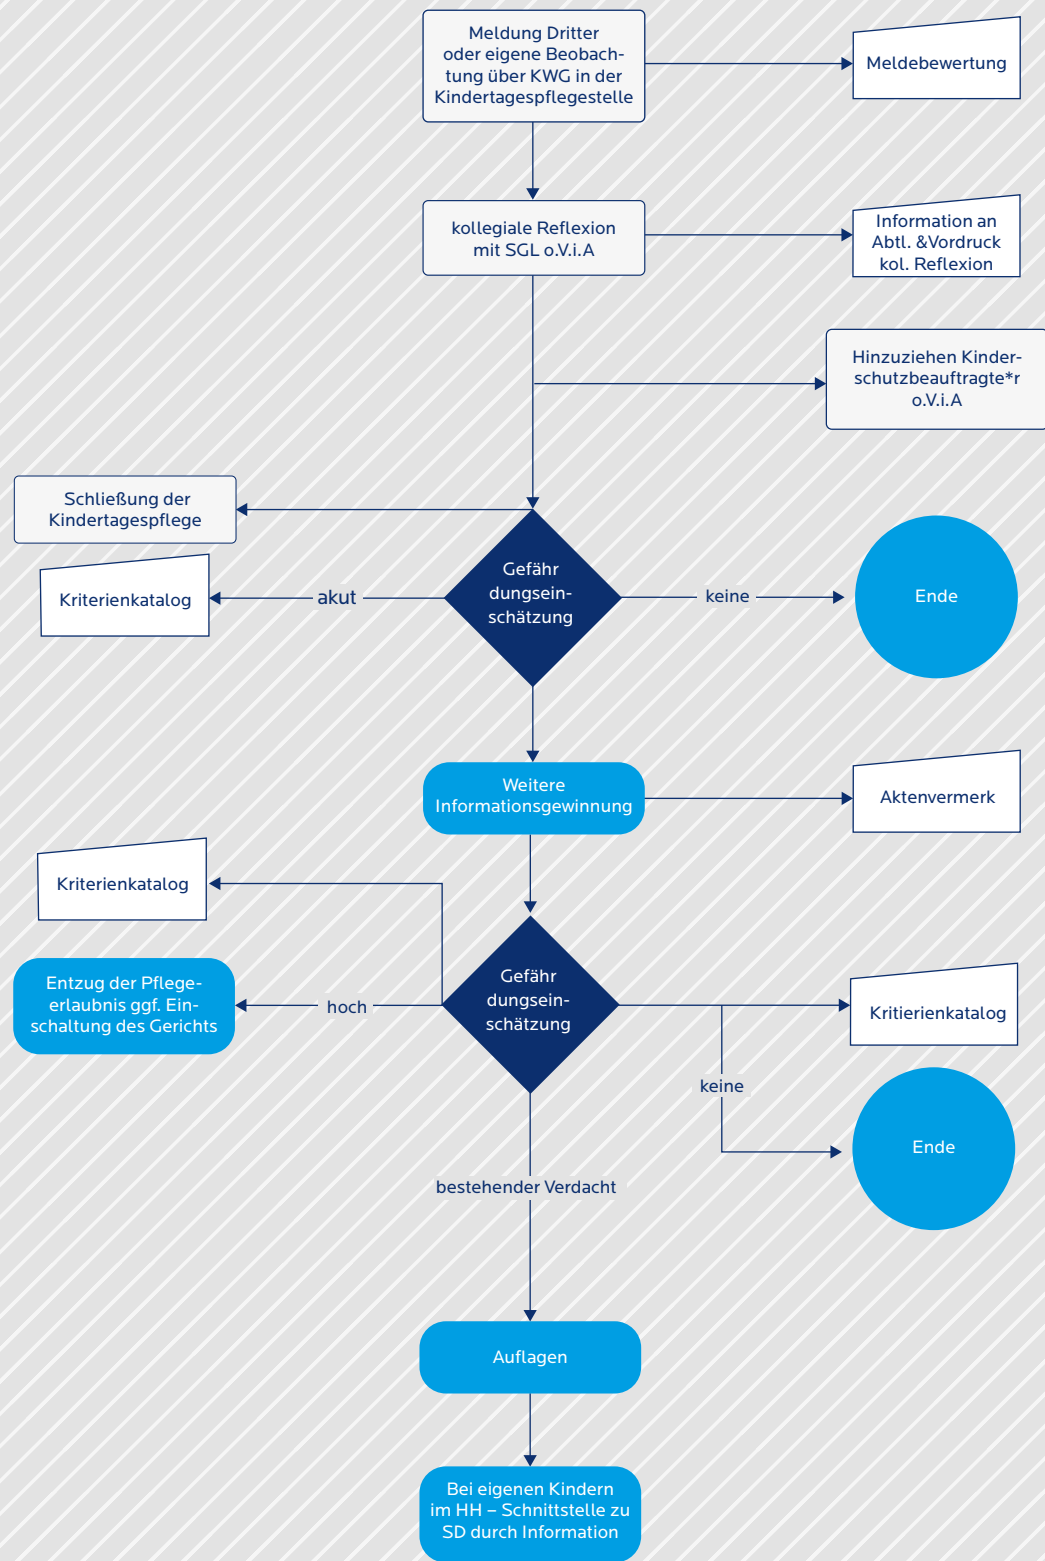 Meldung Dritter
oder eigene Beobach-
tung über KWG in der
Kindertagespflegestelle
Meldebewertung
kollegiale Reflexion
mit SGL o.V.i.A
Information an
Abtl. &Vordruck
kol. Reflexion
Hinzuziehen Kinder-
schutzbeauftragte*r
o.V.i.A
Schließung der
Kindertagespflege
Kriterienkatalog
akut
Gefähr
dungsein-
schätzung
keine
Ende
Weitere
Informationsgewinnung
Aktenvermerk
Kriterienkatalog
Entzug der Pflege-
erlaubnis ggf. Ein-
schaltung des Gerichts
hoch
Gefähr
dungsein-
schätzung
Kritierienkatalog
keine
Ende
bestehender Verdacht
Auflagen
Bei eigenen Kindern
im HH – Schnittstelle zu
SD durch Information